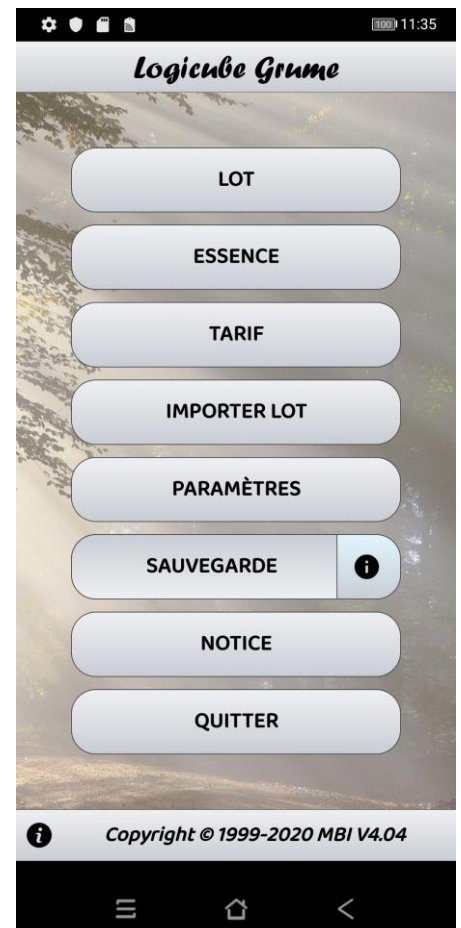 100 11:35
Logicube Grume
LOT
ESSENCE
TARIF
IMPORTER LOT
PARAMÈTRES
SAUVEGARDE
NOTICE
QUITTER
Copyright © 1999-2020 MBI V4.04